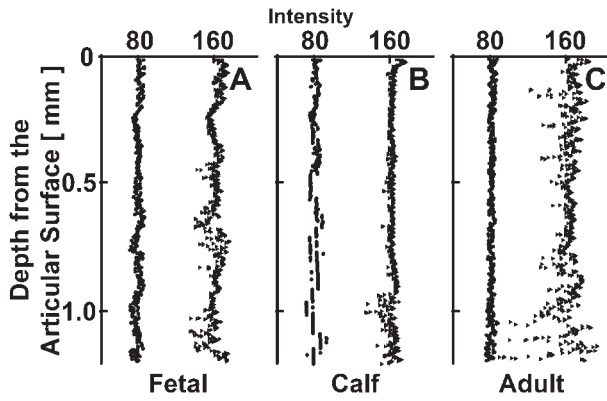 Intensity
80 160 80 160 80 160
0
A B C
0.5
1.0
Depth from the
Articular Surface [ mm ]
Fetal Calf Adult